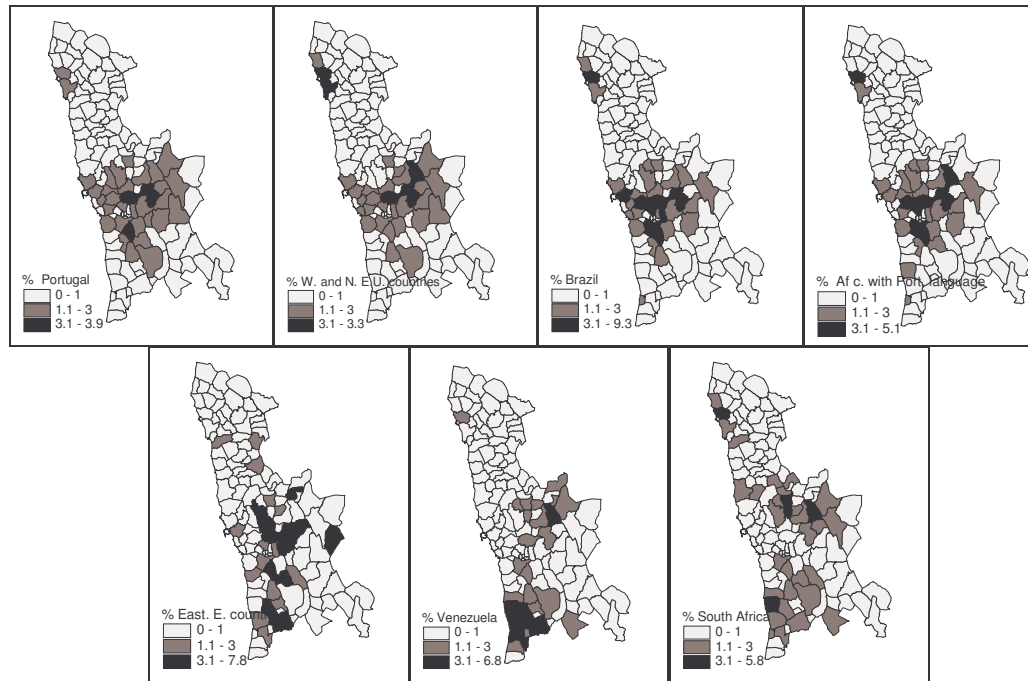 % Portugal
0 - 1
1.1 - 3
3.1 - 3.9
% W. and N. E U. countries
0 - 1
1.1 - 3
3.1 - 3.3
% Brazil
0 - 1
1.1 - 3
3.1 - 9.3
% Af c. with Port. language
0 - 1
1.1 - 3
3.1 - 5.1
% East. E. count
0 - 1
1.1 - 3
3.1 - 7.8
% Venezuela
0 - 1
1.1 - 3
3.1 - 6.8
% South Africa
0 - 1
1.1 - 3
3.1 - 5.8